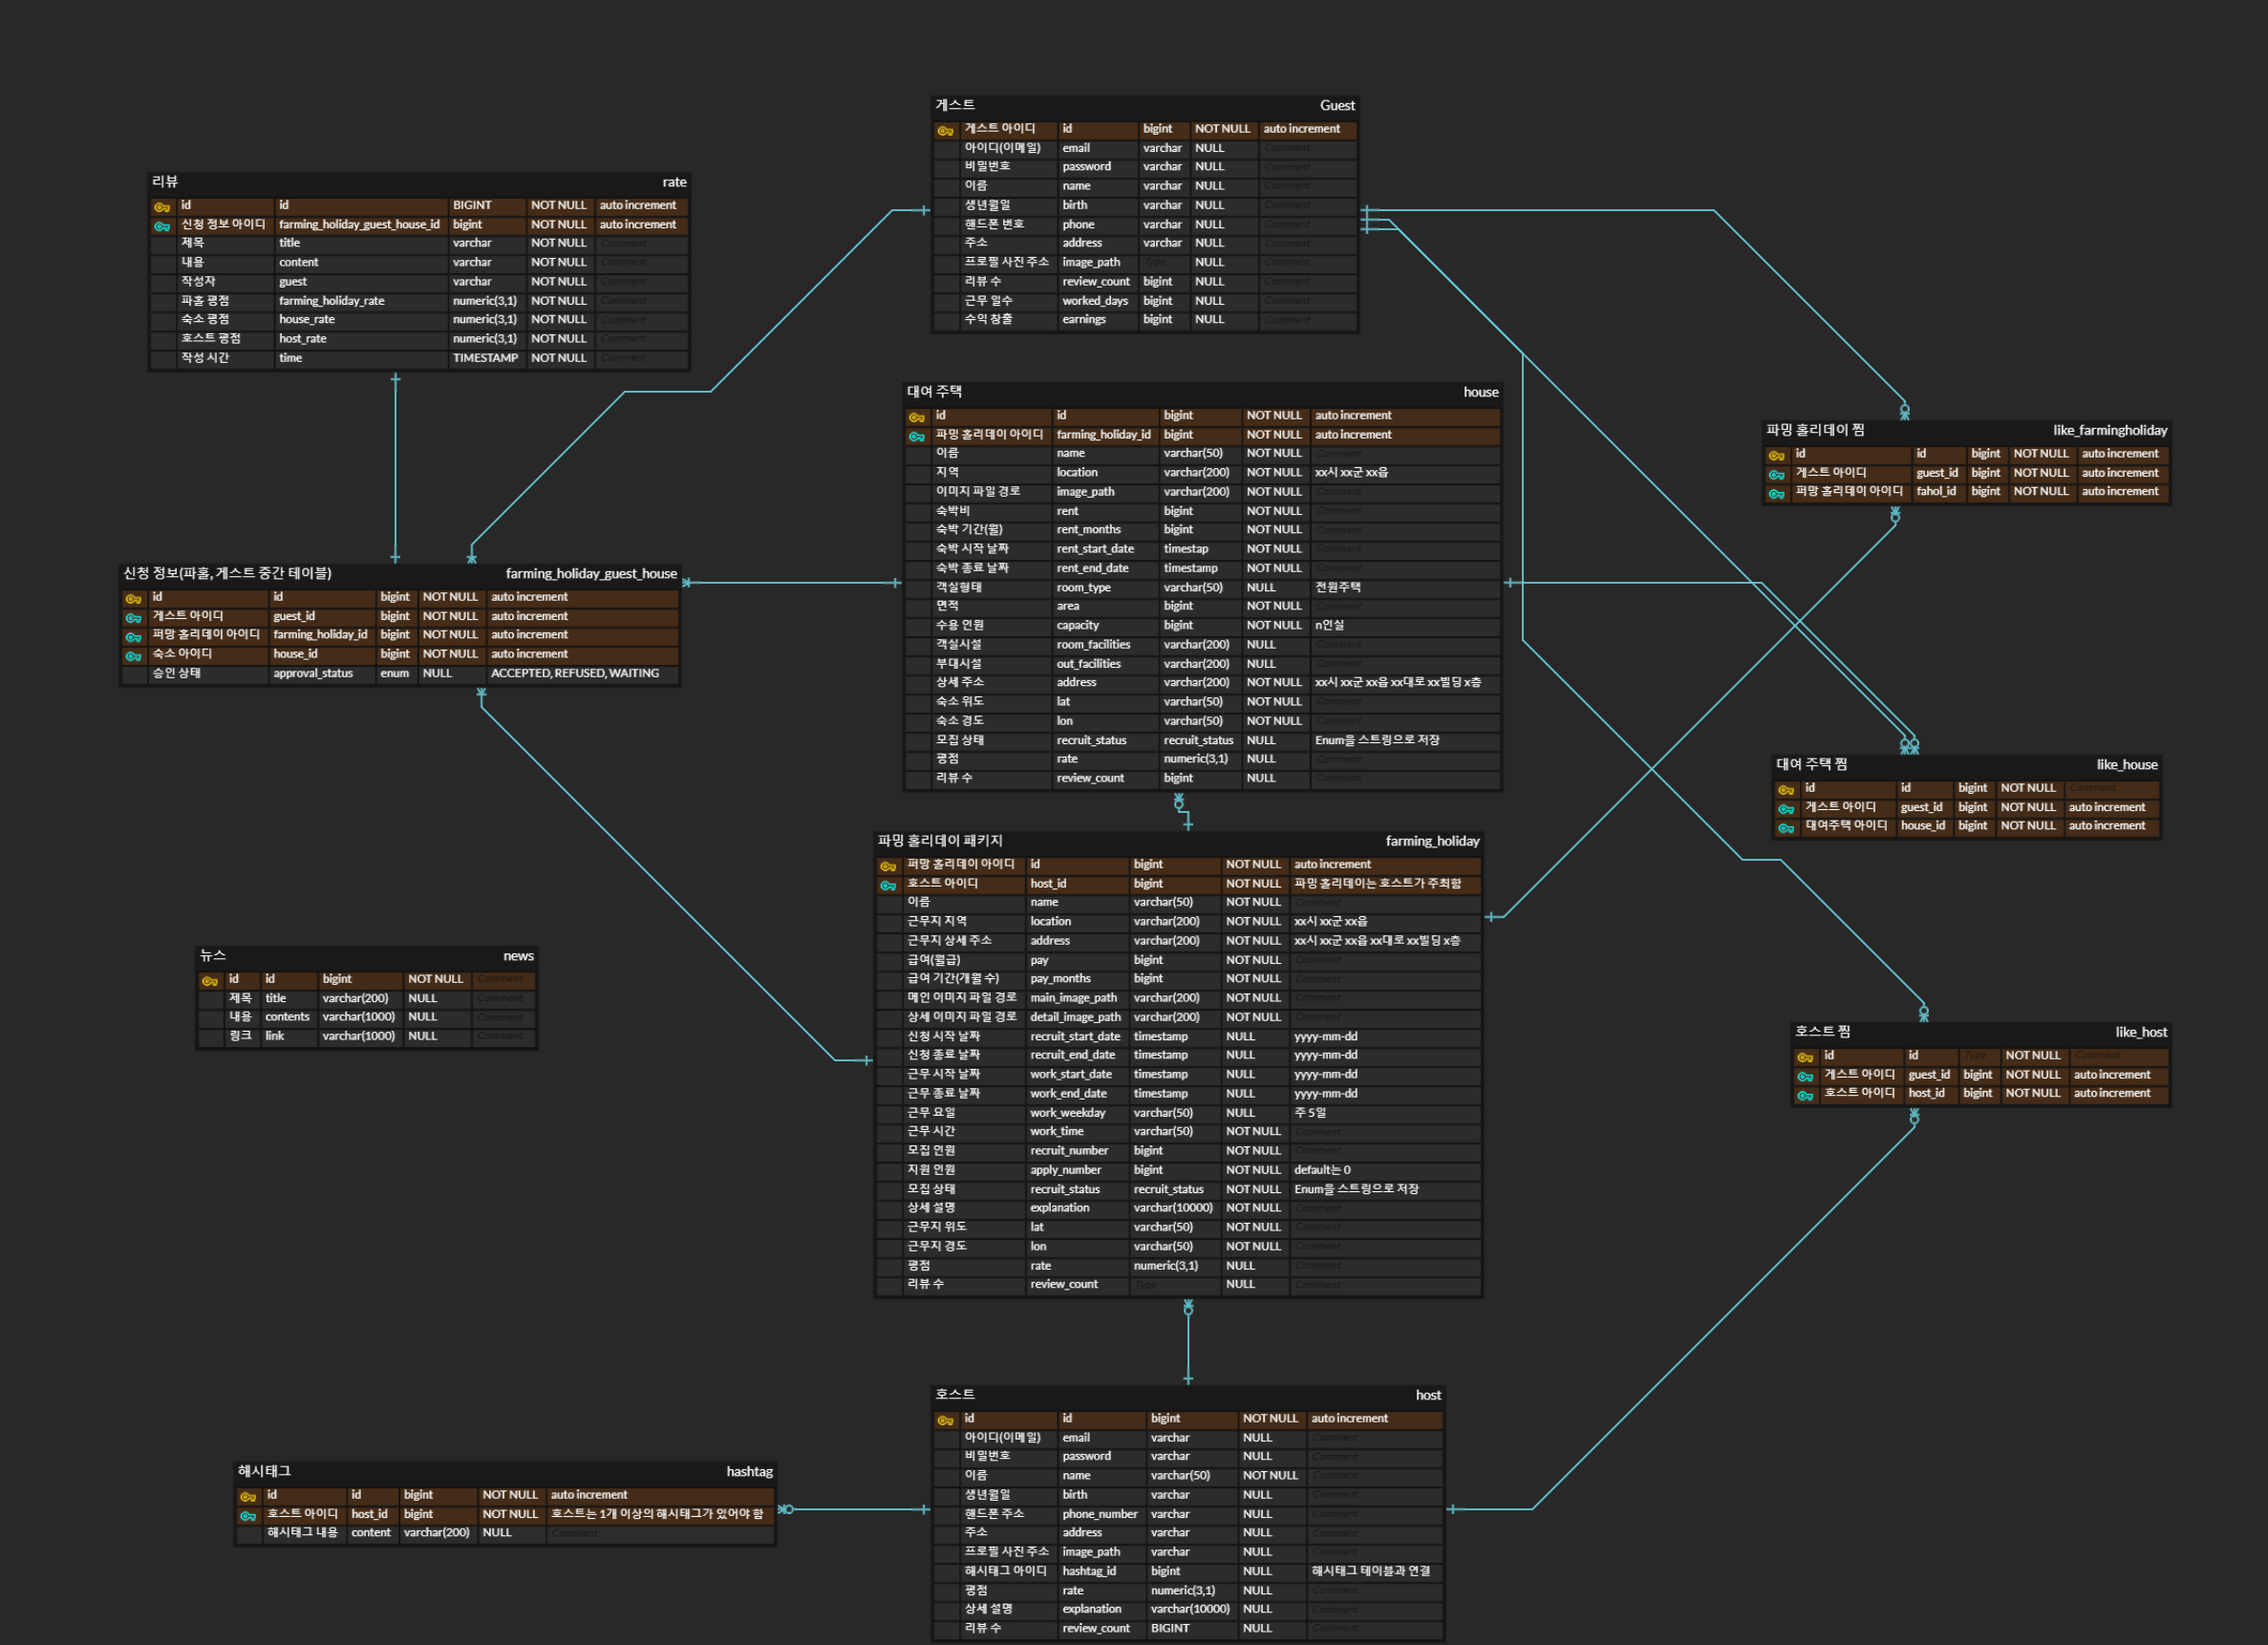 게스트 Guest
게스트 아이디 id bigint NOT NULL auto increment
아이디(이메일) email varchar NULL Comment
비밀번호 password varchar NULL Comment
이름 name varchar NULL Comment
생년월일 birth varchar NULL Comment
핸드폰 번호 phone varchar NULL Comment
주소 address varchar NULL Comment
프로필 사진 주소 image_path Type NULL Comment
리뷰 수 review_count bigint NULL Comment
근무 일수 worked_days bigint NULL Comment
수익 창출 earnings bigint NULL Comment
리뷰 rate
id id BIGINT NOT NULL auto increment
신청 정보 아이디 farming_holiday_guest_house_id bigint NOT NULL auto increment
제목 title varchar NOT NULL Comment
내용 content varchar NOT NULL Comment
작성자 guest varchar NOT NULL Comment
파홀 평점 farming_holiday_rate numeric(3,1) NOT NULL Comment
숙소 평점 house_rate numeric(3,1) NOT NULL Comment
호스트 평점 host_rate numeric(3,1) NOT NULL Comment
작성 시간 time TIMESTAMP NOT NULL Comment
대여 주택 house
id id bigint NOT NULL auto increment
파밍 홀리데이 아이디 farming_holiday_id bigint NOT NULL auto increment
이름 name varchar(50) NOT NULL Comment
지역 location varchar(200) NOT NULL xx시 xx군 xx읍
이미지 파일 경로 image_path varchar(200) NOT NULL Comment
숙박비 rent bigint NOT NULL Comment
숙박 기간(월) rent_months bigint NOT NULL Comment
숙박 시작 날짜 rent_start_date timestap NOT NULL Comment
숙박 종료 날짜 rent_end_date timestamp NOT NULL Comment
객실형태 room_type varchar(50) NULL 전원주택
면적 area bigint NOT NULL Comment
수용 인원 capacity bigint NOT NULL n인실
객실시설 room_facilities varchar(200) NULL Comment
부대시설 out_facilities varchar(200) NULL Comment
상세 주소 address varchar(200) NOT NULL xx시 xx군 xx읍 xx대로 xx빌딩 x층
숙소 위도 lat varchar(50) NOT NULL Comment
숙소 경도 lon varchar(50) NOT NULL Comment
모집 상태 recruit_status recruit_status NULL Enum을 스트링으로 저장
평점 rate numeric(3,1) NULL Comment
리뷰 수 review_count bigint NULL Comment
파밍 홀리데이 찜 like_farmingholiday
id id bigint NOT NULL auto increment
게스트 아이디 guest_id bigint NOT NULL auto increment
퍼망 홀리데이 아이디 fahol_id bigint NOT NULL auto increment
신청 정보(파홀, 게스트 중간 테이블) farming_holiday_guest_house
id id bigint NOT NULL auto increment
게스트 아이디 guest_id bigint NOT NULL auto increment
퍼망 홀리데이 아이디 farming_holiday_id bigint NOT NULL auto increment
숙소 아이디 house_id bigint NOT NULL auto increment
승인 상태 approval_status enum NULL ACCEPTED, REFUSED, WAITING
대여 주택 찜 like_house
id id bigint NOT NULL Comment
게스트 아이디 guest_id bigint NOT NULL auto increment
대여주택 아이디 house_id bigint NOT NULL auto increment
파밍 홀리데이 패키지 farming_holiday
퍼망 홀리데이 아이디 id bigint NOT NULL auto increment
호스트 아이디 host_id bigint NOT NULL 파밍 홀리데이는 호스트가 주최함
이름 name varchar(50) NOT NULL Comment
근무지 지역 location varchar(200) NOT NULL xx시 xx군 xx읍
근무지 상세 주소 address varchar(200) NOT NULL xx시 xx군 xx읍 xx대로 xx빌딩 x층
급여(월급) pay bigint NOT NULL Comment
급여 기간(개월 수) pay_months bigint NOT NULL Comment
메인 이미지 파일 경로 main_image_path varchar(200) NOT NULL Comment
상세 이미지 파일 경로 detail_image_path varchar(200) NOT NULL Comment
신청 시작 날짜 recruit_start_date timestamp NULL yyyy-mm-dd
신청 종료 날짜 recruit_end_date timestamp NULL yyyy-mm-dd
근무 시작 날짜 work_start_date timestamp NULL yyyy-mm-dd
근무 종료 날짜 work_end_date timestamp NULL yyyy-mm-dd
근무 요일 work_weekday varchar(50) NULL 주 5일
근무 시간 work_time varchar(50) NOT NULL Comment
모집 인원 recruit_number bigint NOT NULL Comment
지원 인원 apply_number bigint NOT NULL default는 0
모집 상태 recruit_status recruit_status NOT NULL Enum을 스트링으로 저장
상세 설명 explanation varchar(10000) NOT NULL Comment
근무지 위도 lat varchar(50) NOT NULL Comment
근무지 경도 lon varchar(50) NOT NULL Comment
평점 rate numeric(3,1) NULL Comment
리뷰 수 review_count Type NULL Comment
뉴스 news
id id bigint NOT NULL Comment
제목 title varchar(200) NULL Comment
내용 contents varchar(1000) NULL Comment
링크 link varchar(1000) NULL Comment
호스트 찜 like_host
id id Type NOT NULL Comment
게스트 아이디 guest_id bigint NOT NULL auto increment
호스트 아이디 host_id bigint NOT NULL auto increment
호스트 host
id id bigint NOT NULL auto increment
아이디(이메일) email varchar NULL Comment
비밀번호 password varchar NULL Comment
이름 name varchar(50) NOT NULL Comment
생년월일 birth varchar NULL Comment
핸드폰 주소 phone_number varchar NULL Comment
주소 address varchar NULL Comment
프로필 사진 주소 image_path varchar NULL Comment
해시태그 아이디 hashtag_id bigint NULL 해시태그 테이블과 연결
평점 rate numeric(3,1) NULL Comment
상세 설명 explanation varchar(10000) NULL Comment
리뷰 수 review_count BIGINT NULL Comment
해시태그 hashtag
id id bigint NOT NULL auto increment
호스트 아이디 host_id bigint NOT NULL 호스트는 1개 이상의 해시태그가 있어야 함
해시태그 내용 content varchar(200) NULL Comment